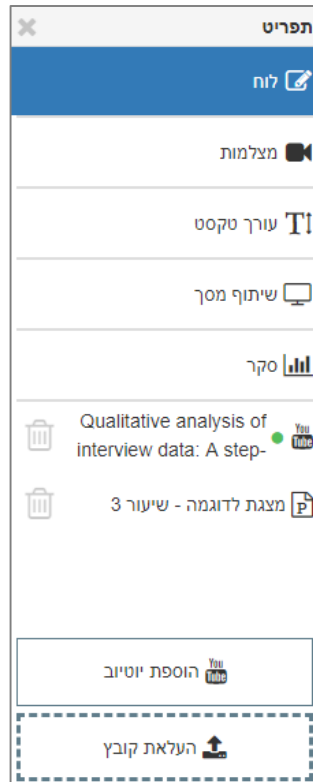 תפריט
לוח
מצלמות
עורך טקסט
שיתוף מסך
סקר
Qualitative analysis of
interview data: A step-
You
Tube
מצגת לדוגמה - שיעור 3
P
הוספת יוטיוב
You
Tube
העלאת קובץ